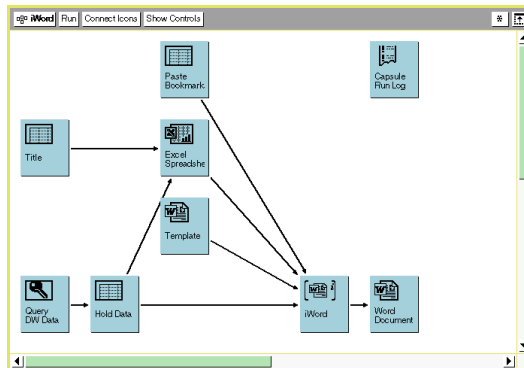 iWord Run Connect Icons Show Controls *
Paste
Bookmark
Capsule
Run Log
Title
Excel
Spreadshe
Template
Query
DW Data
Hold Data
iWord
Word
Document